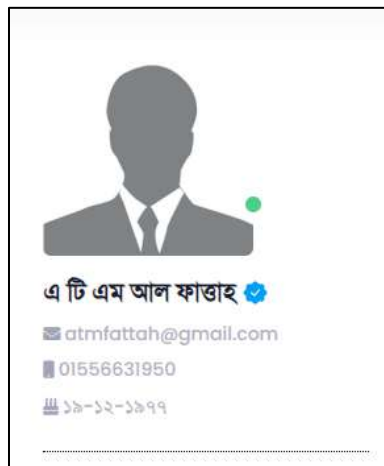 এ টি এম আল ফাত্তাহ
atmfattah@gmail.com
01556631950
১৯-১২-১৯৭৭